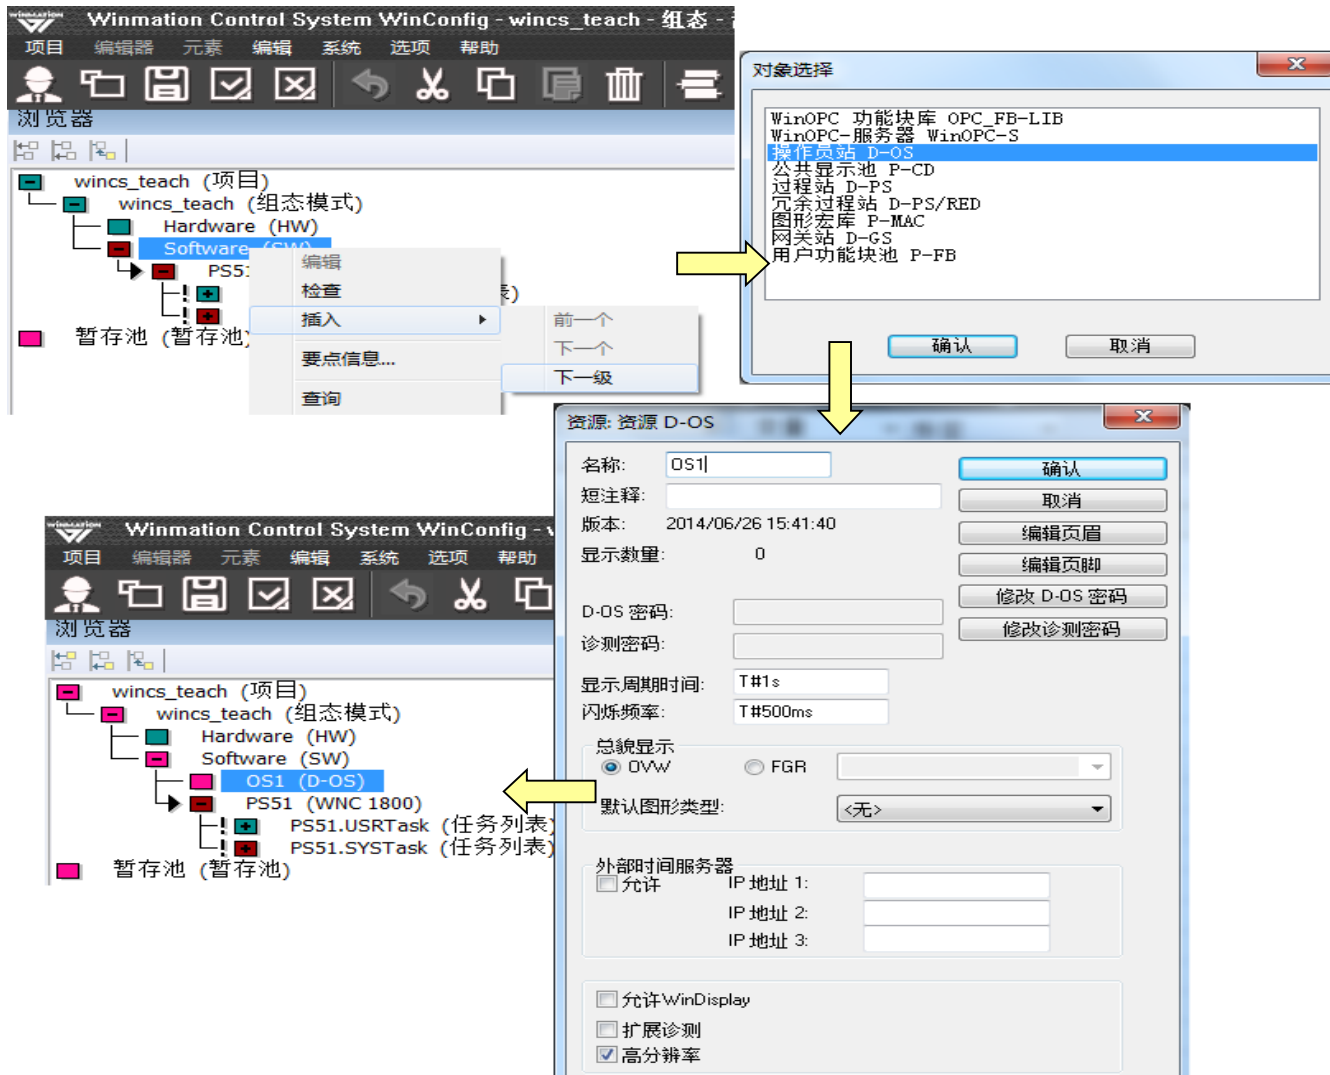 Winmation Control System WinConfig - wincs_teach - 组态 -
项目 编辑器 元素 编辑 系统 选项 帮助
浏览器
wincs_teach (项目)
wincs_teach (组态模式)
Hardware (HW)
Software (SW)
PS51
暂存池 (暂存池)
编辑
检查
插入
要点信息...
查询
前一个
下一个
下一级
对象选择
WinOPC 功能块库 OPC_FB-LIB
WinOPC-服务器 WinOPC-S
操作员站 D-OS
公共显示池 P-CD
过程站 D-PS
冗余过程站 D-PS/RED
图形宏库 P-MAC
网关站 D-GS
用户功能块池 P-FB
确认 取消
资源: 资源 D-OS
名称: OS1
短注释:
版本: 2014/06/26 15:41:40
显示数量: 0
D-OS 密码:
诊测密码:
显示周期时间: T#1s
闪烁频率: T#500ms
确认
取消
编辑页眉
编辑页脚
修改 D-OS 密码
修改诊测密码
总貌显示
OVW FGR
默认图形类型: <无>
外部时间服务器
允许 IP 地址 1:
IP 地址 2:
IP 地址 3:
允许WinDisplay
扩展诊测
高分辨率
Winmation Control System WinConfig -
项目 编辑器 元素 编辑 系统 选项 帮助
浏览器
wincs_teach (项目)
wincs_teach (组态模式)
Hardware (HW)
Software (SW)
OS1 (D-OS)
PS51 (WNC 1800)
PS51.USRTask (任务列表)
PS51.SYSTask (任务列表)
暂存池 (暂存池)